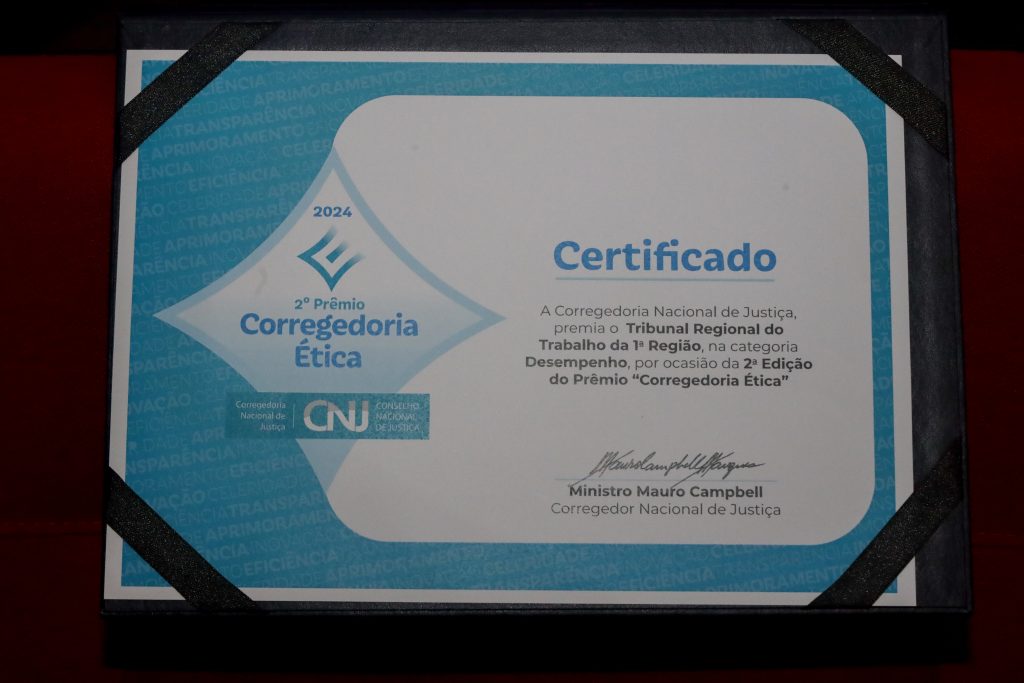 2024
2º Prêmio
Corregedoria
Ética
Corregedoria
Nacional de
Justiça
CNJ
CONSELHO
NACIONAL
DE JUSTIÇA
Certificado
A Corregedoria Nacional de Justiça,
premia o Tribunal Regional do
Trabalho da 1ª Região, na categoria
Desempenho, por ocasião da 2ª Edição
do Prêmio “Corregedoria Ética”
Ministro Mauro Campbell
Corregedor Nacional de Justiça